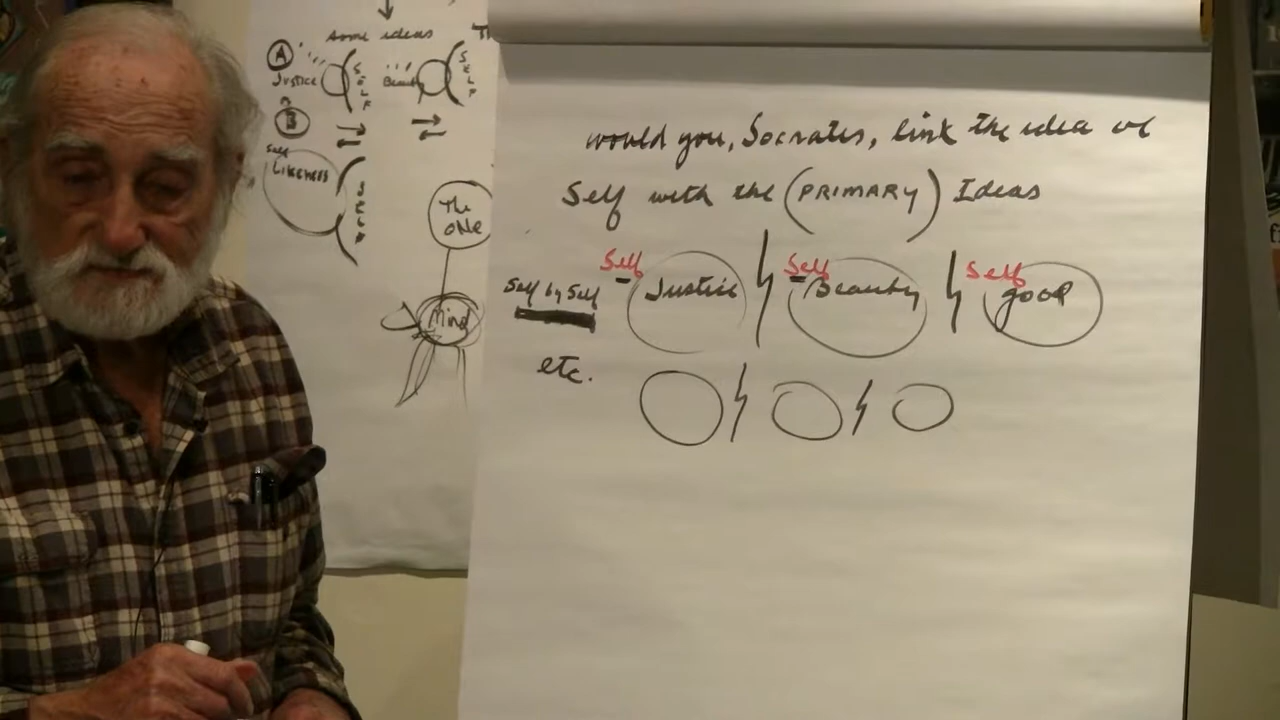 some ideas
A
Justice
SELF
SELF
B
Self
Likeness
SELF
The
ONE
Mind
would you, Socrates, link the idea of
Self with the (PRIMARY) Ideas
Self Self Self
Self by Self Justice Beauty good
etc.